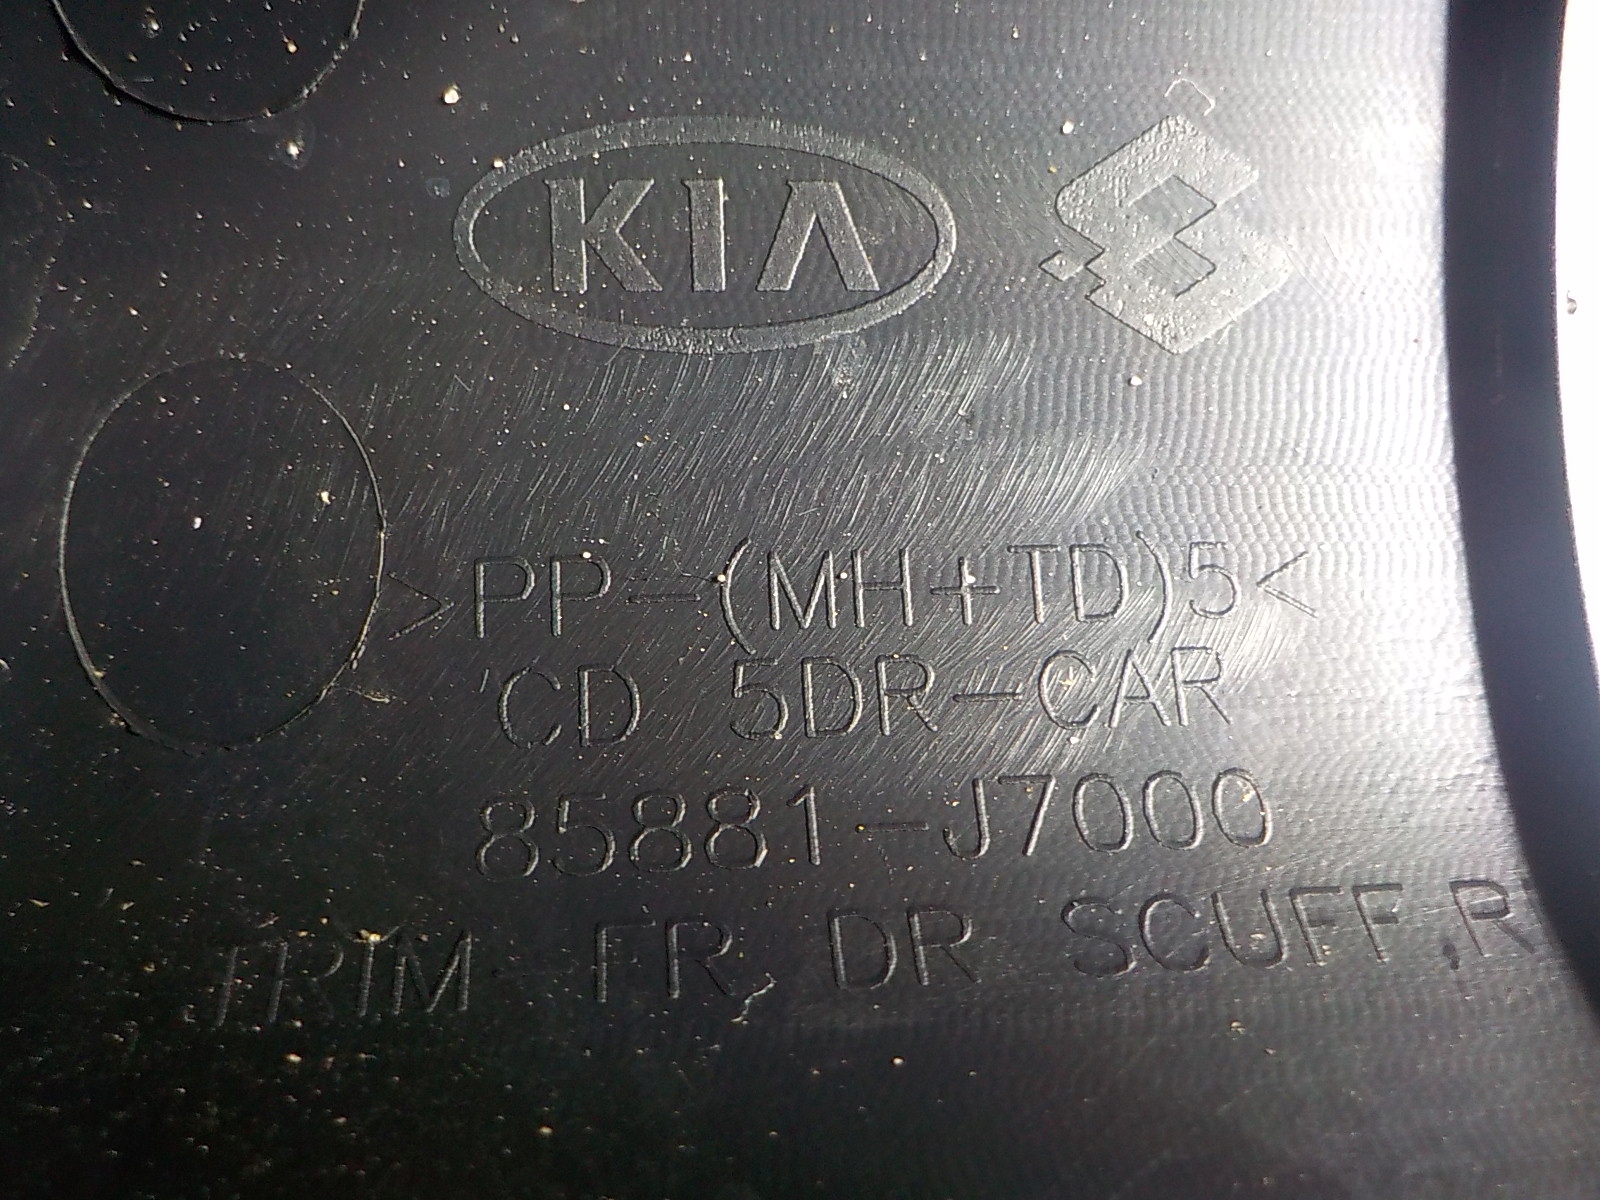 KIA
>PP-(MH+TD)5<
'CD 5DR-CAR
85881-J7000
TRIM-FR, DR SCUFF,R